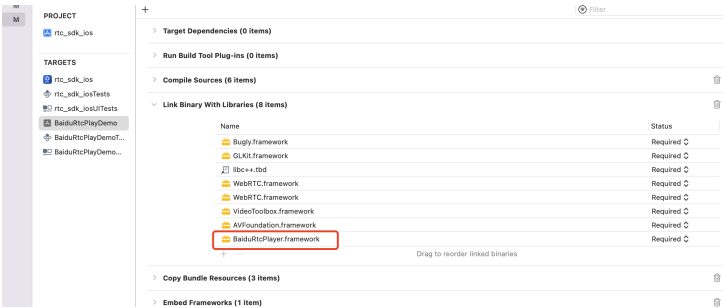 M
M
PROJECT
rtc_sdk_ios
TARGETS
rtc_sdk_ios
rtc_sdk_iosTests
rtc_sdk_iosUITests
BaiduRtcPlayDemo
BaiduRtcPlayDemoT...
BaiduRtcPlayDemo...
+ Filter
Target Dependencies (0 items)
Run Build Tool Plug-ins (0 items)
Compile Sources (6 items)
Link Binary With Libraries (8 items)
Name Status
Bugly.framework Required
GLKit.framework Required
libc++.tbd Required
WebRTC.framework Required
WebRTC.framework Required
VideoToolbox.framework Required
AVFoundation.framework Required
BaiduRtcPlayer.framework Required
+ − Drag to reorder linked binaries
Copy Bundle Resources (3 items)
Embed Frameworks (1 item)